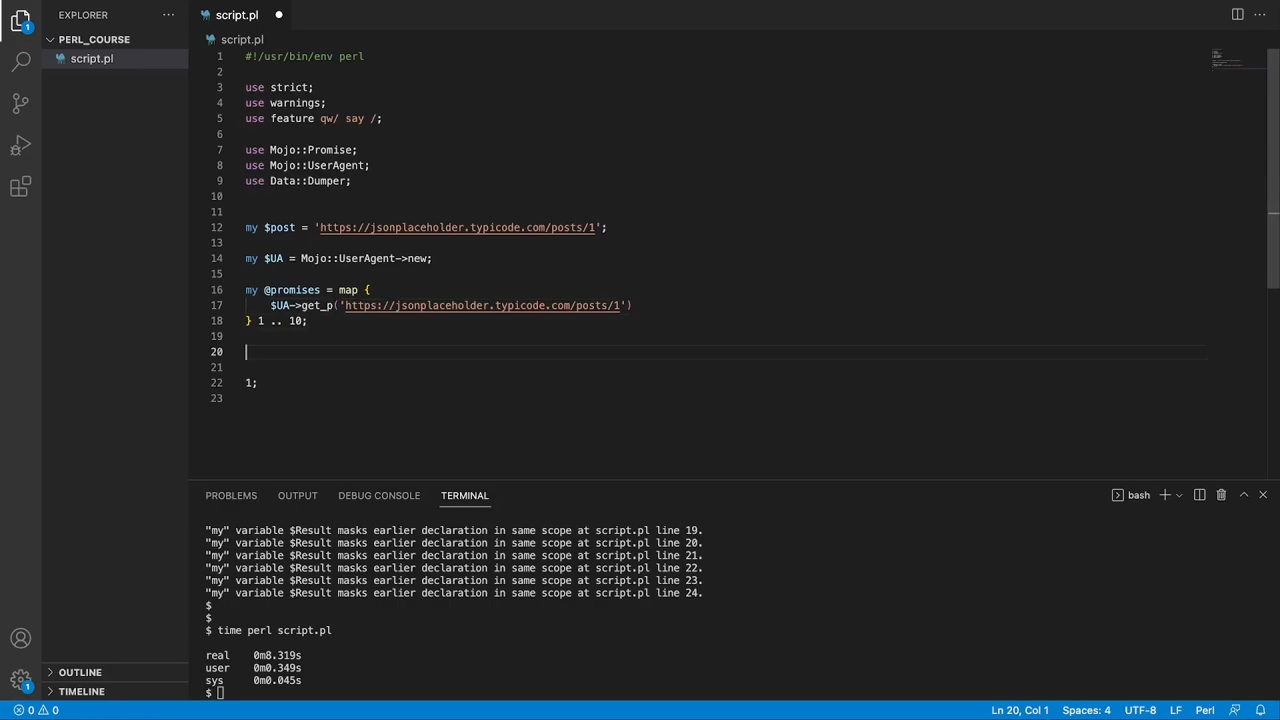 EXPLORER
script.pl
PERL_COURSE
script.pl
script.pl
1 #!/usr/bin/env perl
2
3 use strict;
4 use warnings;
5 use feature qw/ say /;
6
7 use Mojo::Promise;
8 use Mojo::UserAgent;
9 use Data::Dumper;
10
11
12 my $post = 'https://jsonplaceholder.typicode.com/posts/1';
13
14 my $UA = Mojo::UserAgent->new;
15
16 my @promises = map {
17     $UA->get_p('https://jsonplaceholder.typicode.com/posts/1')
18 } 1 .. 10;
19
20
21
22 1;
23
PROBLEMS OUTPUT DEBUG CONSOLE TERMINAL
bash
"my" variable $Result masks earlier declaration in same scope at script.pl line 19.
"my" variable $Result masks earlier declaration in same scope at script.pl line 20.
"my" variable $Result masks earlier declaration in same scope at script.pl line 21.
"my" variable $Result masks earlier declaration in same scope at script.pl line 22.
"my" variable $Result masks earlier declaration in same scope at script.pl line 23.
"my" variable $Result masks earlier declaration in same scope at script.pl line 24.
$
$
$ time perl script.pl
real 0m8.319s
user 0m0.349s
sys 0m0.045s
$
OUTLINE
TIMELINE
1
1
0 0 Ln 20, Col 1 Spaces: 4 UTF-8 LF Perl